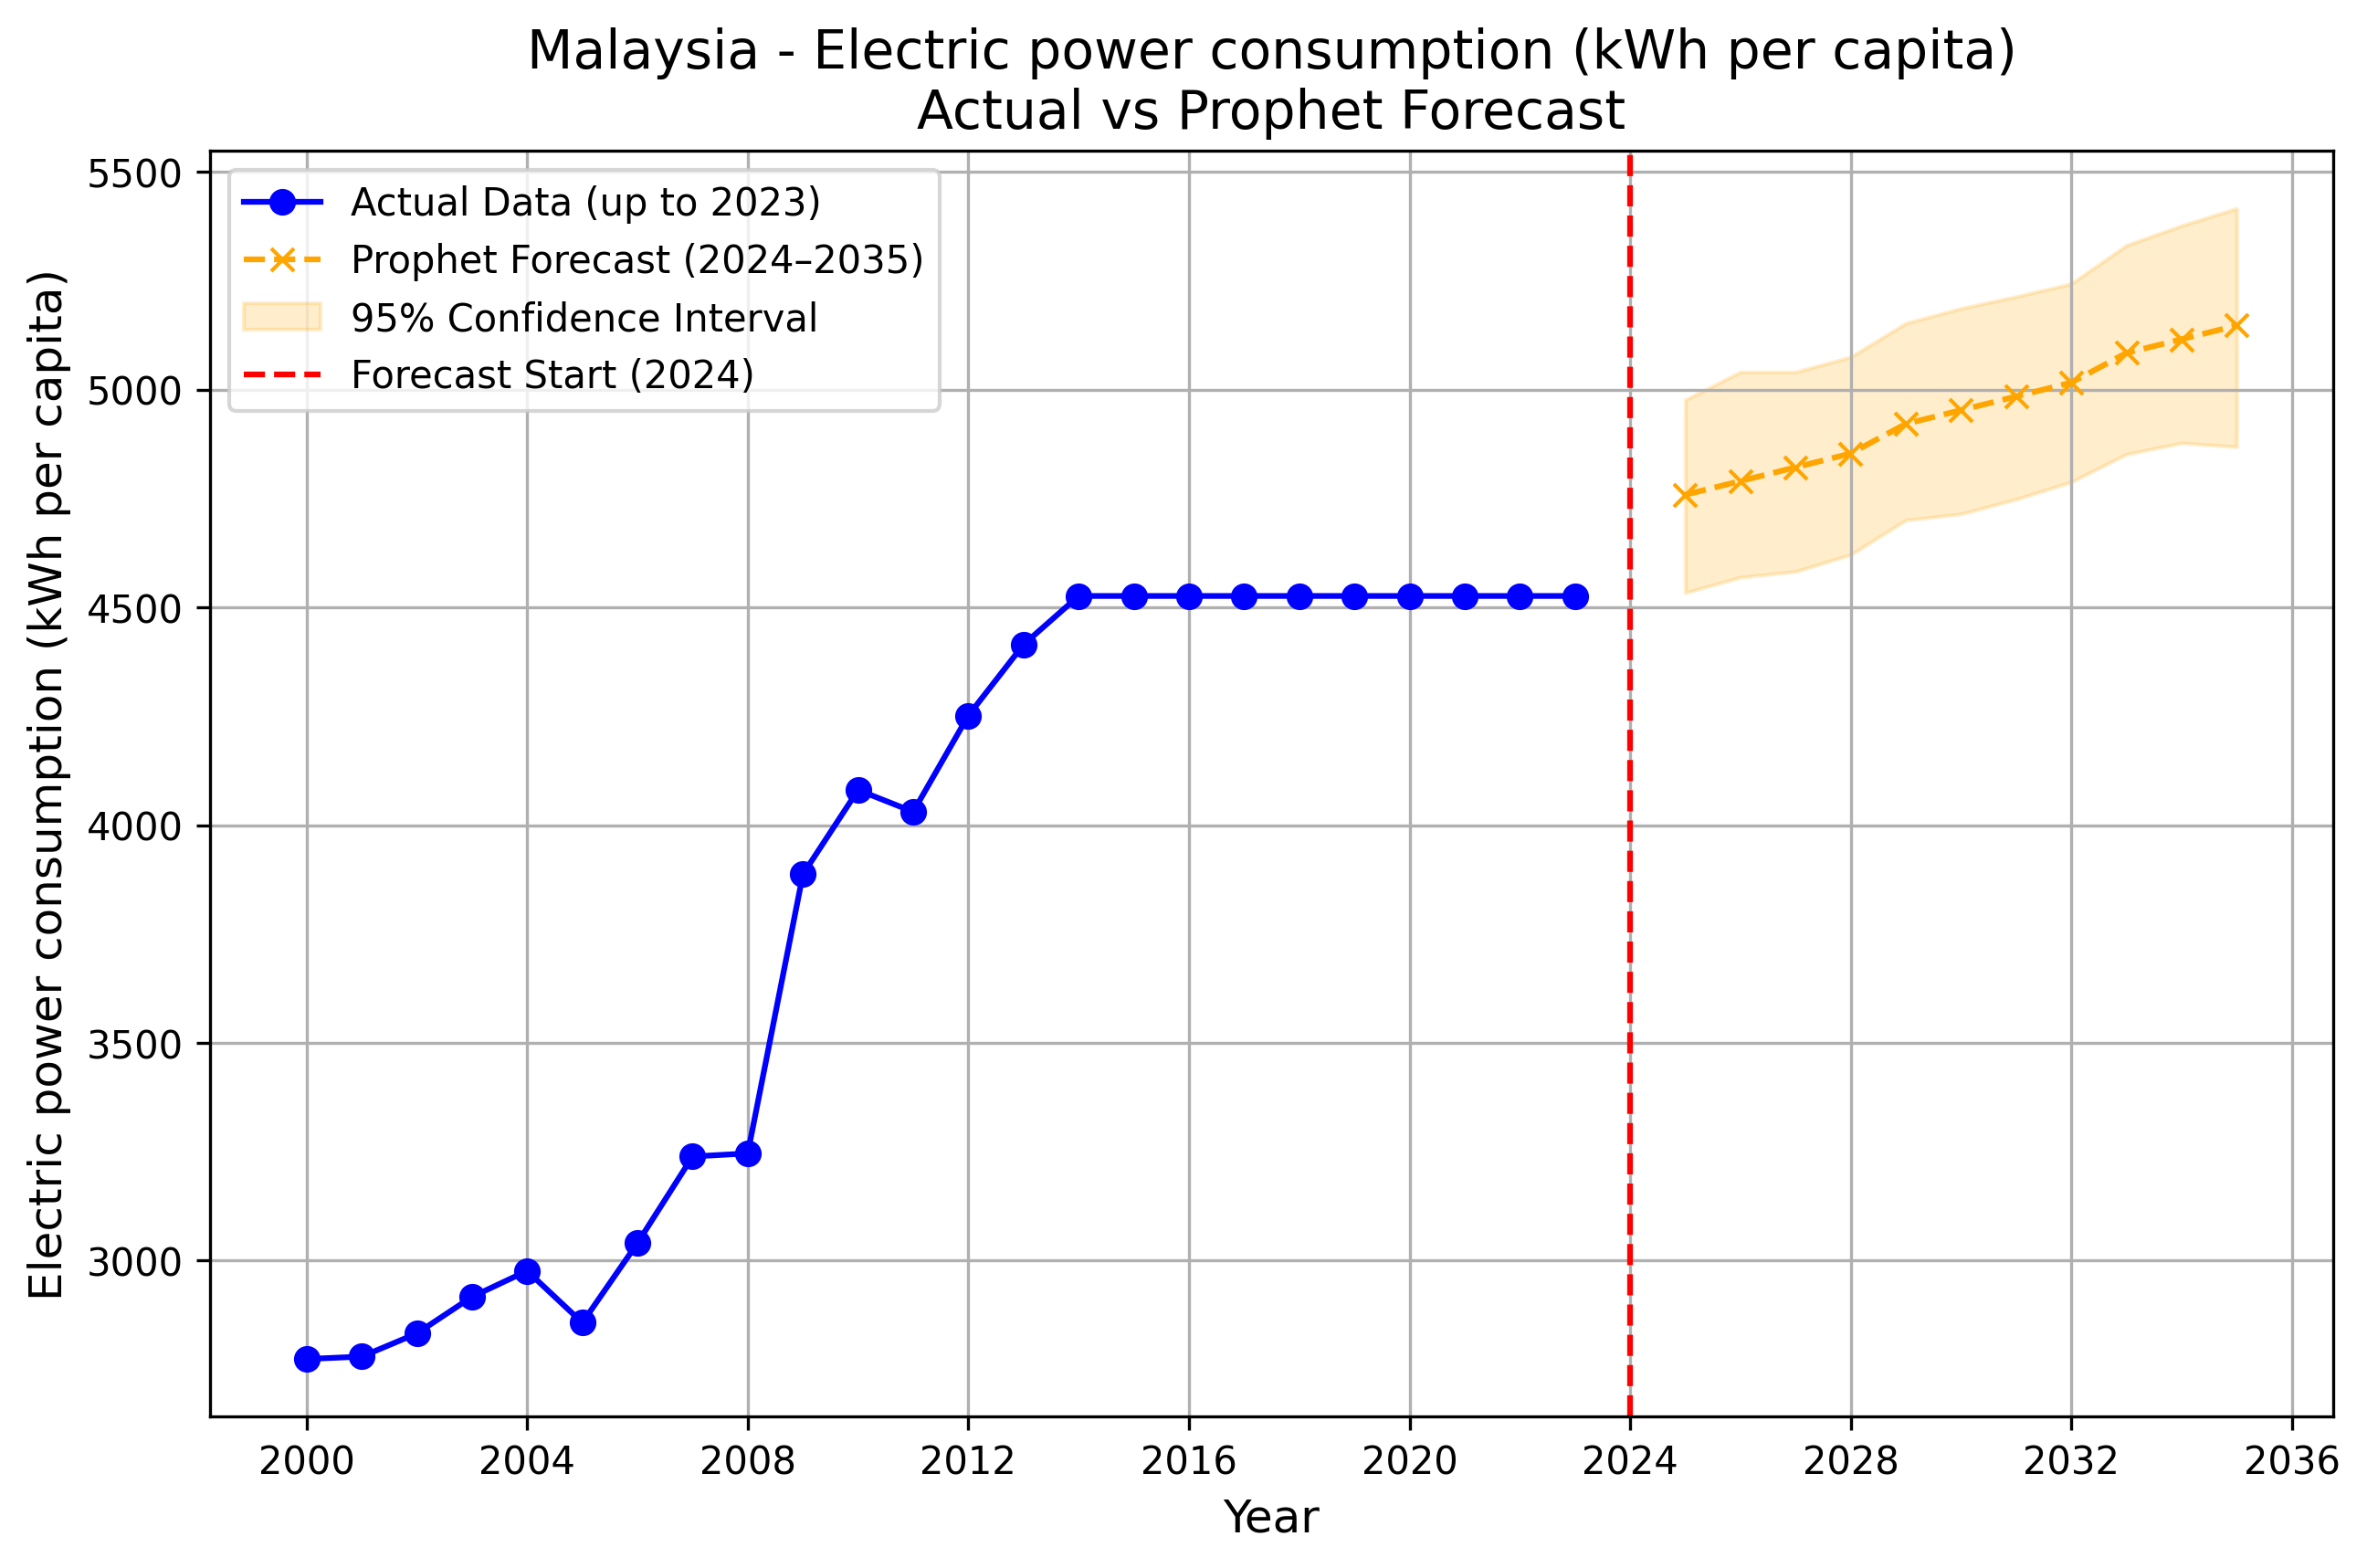 Malaysia - Electric power consumption (kWh per capita)
Actual vs Prophet Forecast
Electric power consumption (kWh per capita)
5500
5000
4500
4000
3500
3000
Actual Data (up to 2023)
Prophet Forecast (2024–2035)
95% Confidence Interval
Forecast Start (2024)
2000 2004 2008 2012 2016 2020 2024 2028 2032 2036
Year